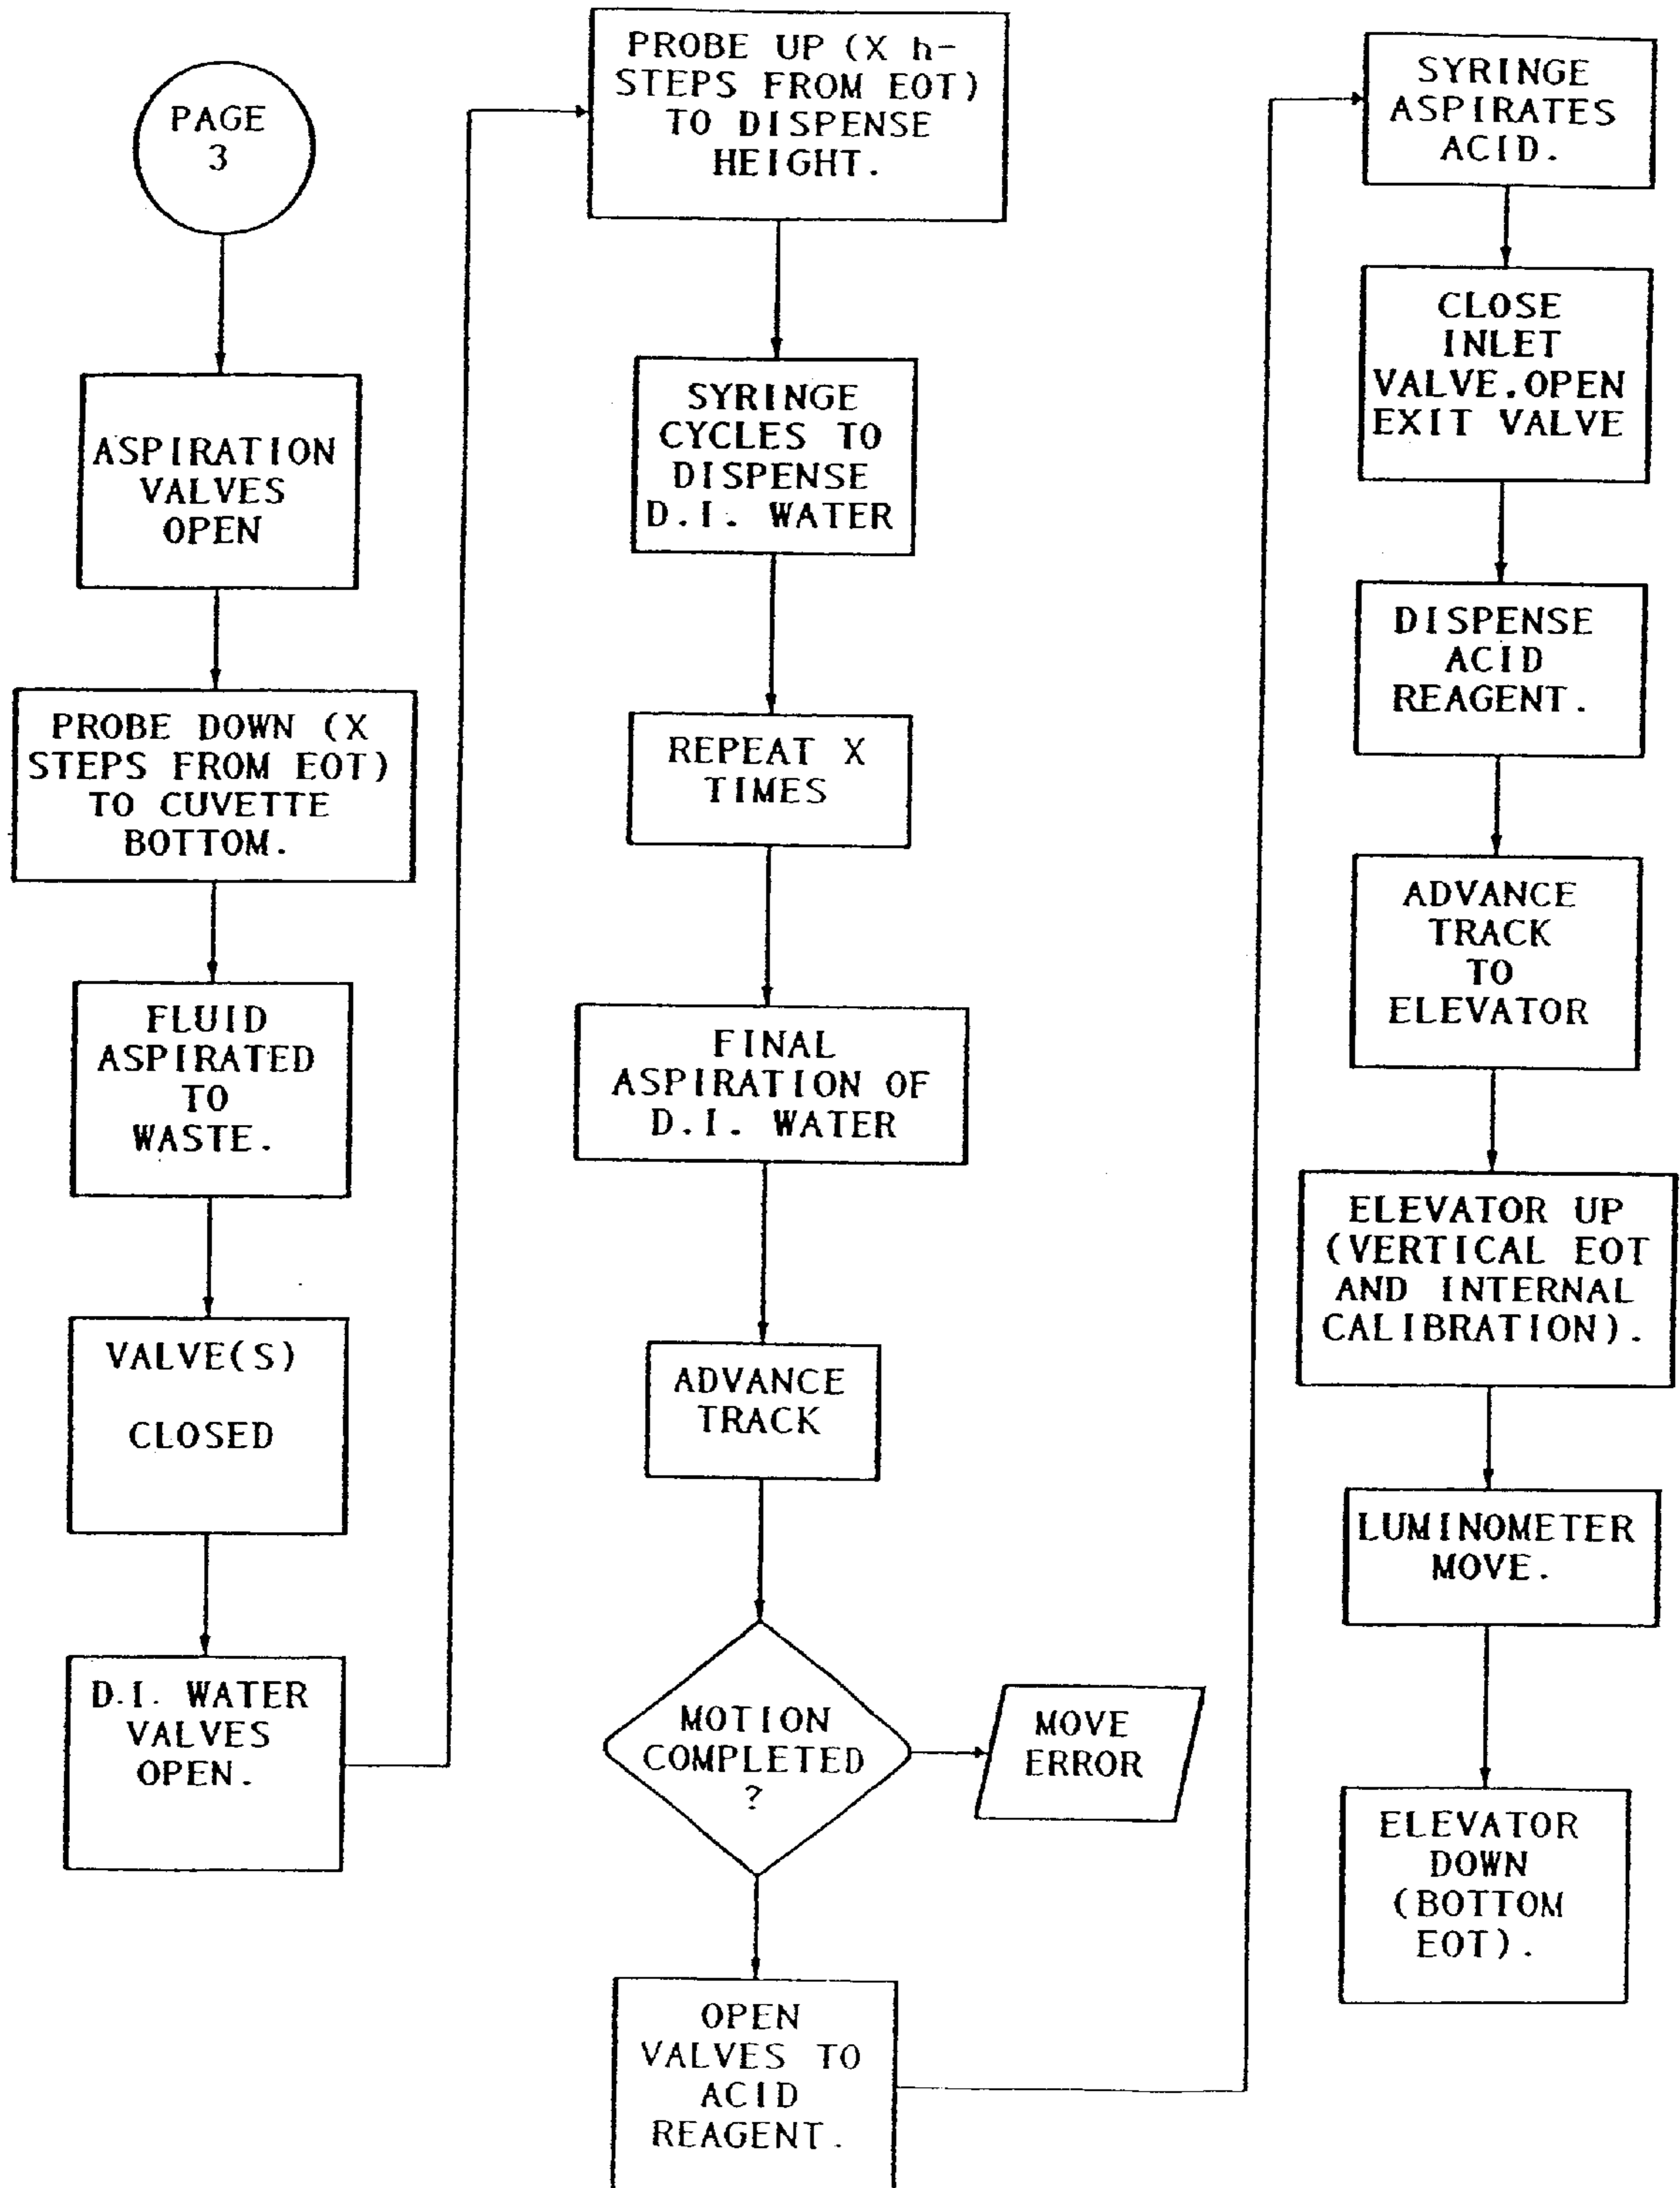 PAGE
3
ASPIRATION
VALVES
OPEN
PROBE DOWN (X
STEPS FROM EOT)
TO CUVETTE
BOTTOM.
FLUID
ASPIRATED
TO
WASTE.
VALVE(S)
CLOSED
D.I. WATER
VALVES
OPEN.
PROBE UP (X h-
STEPS FROM EOT)
TO DISPENSE
HEIGHT.
SYRINGE
CYCLES TO
DISPENSE
D.I. WATER
REPEAT X
TIMES
FINAL
ASPIRATION OF
D.I. WATER
ADVANCE
TRACK
MOTION
COMPLETED
?
MOVE
ERROR
OPEN
VALVES TO
ACID
REAGENT.
SYRINGE
ASPIRATES
ACID.
CLOSE
INLET
VALVE.OPEN
EXIT VALVE
DISPENSE
ACID
REAGENT.
ADVANCE
TRACK
TO
ELEVATOR
ELEVATOR UP
(VERTICAL EOT
AND INTERNAL
CALIBRATION).
LUMINOMETER
MOVE.
ELEVATOR
DOWN
(BOTTOM
EOT).